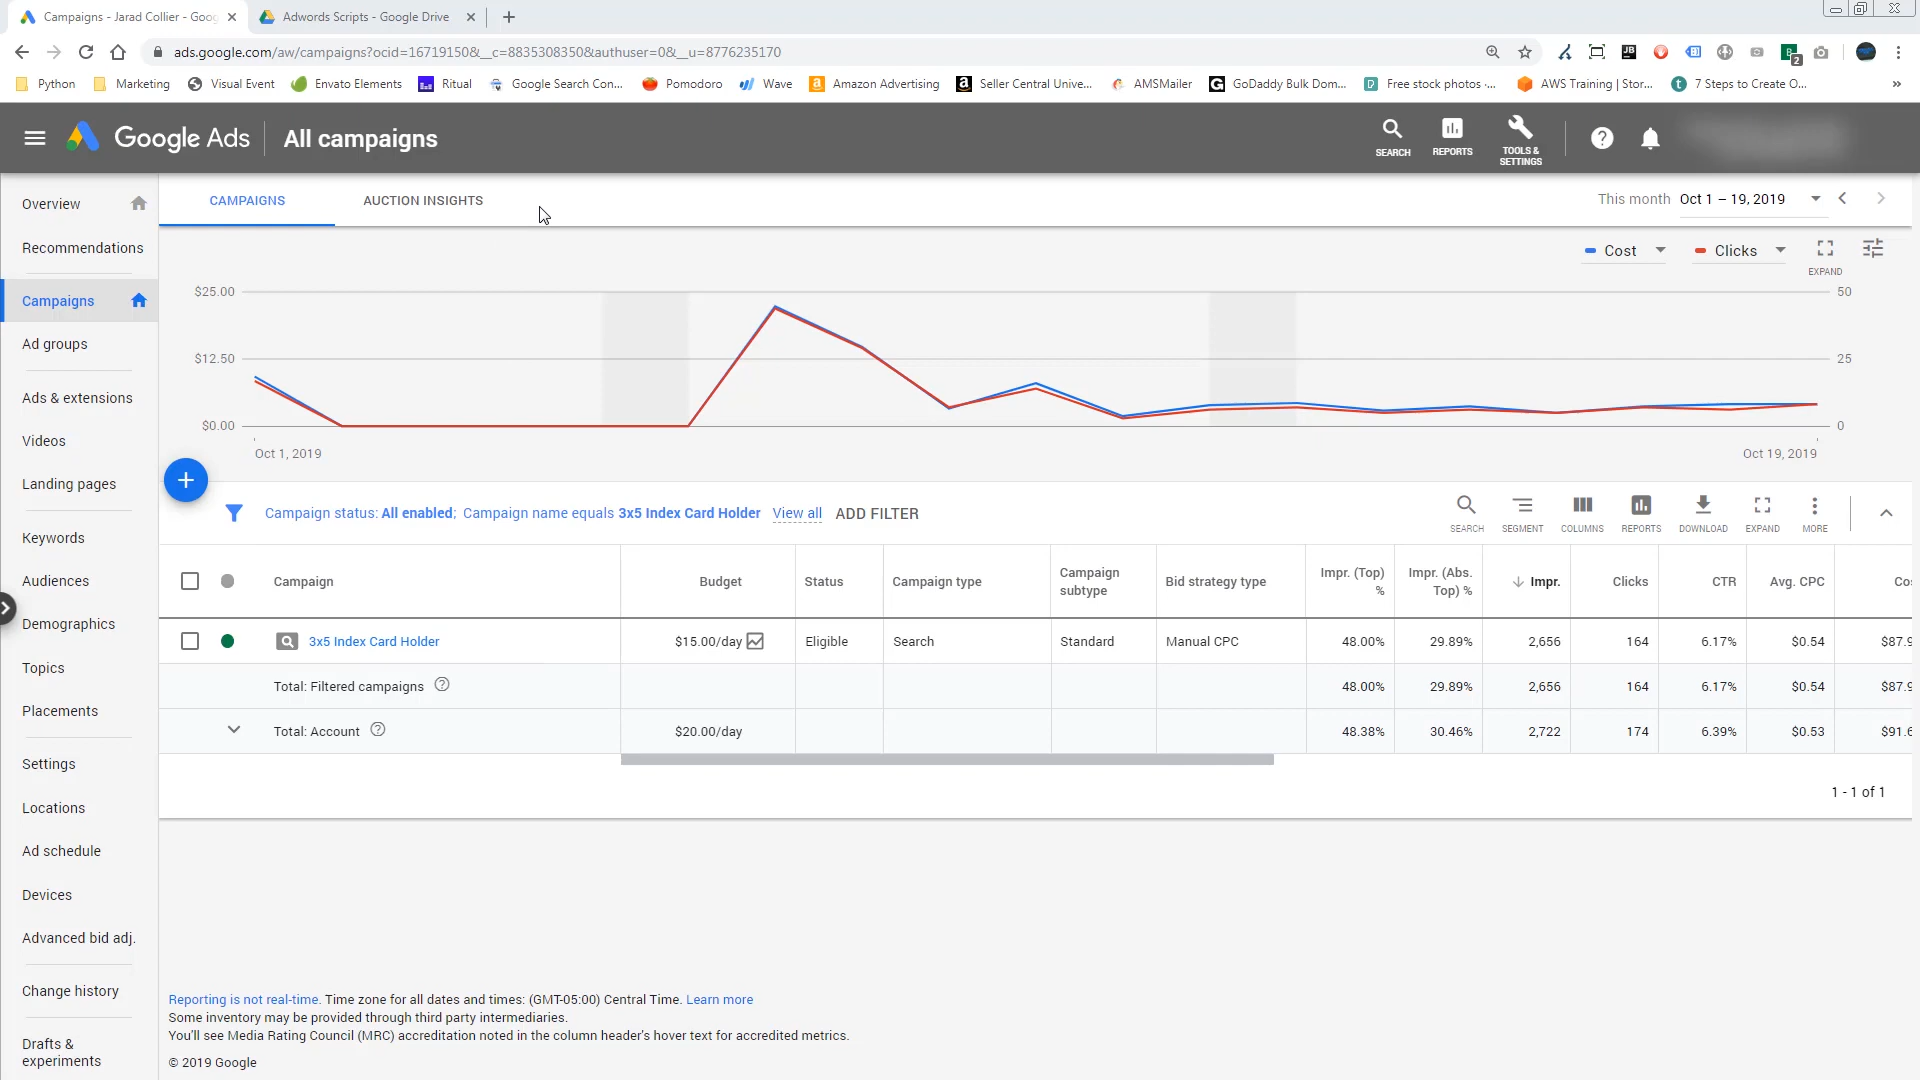 Campaigns - Jarad Collier - Goog
Adwords Scripts - Google Drive
ads.google.com/aw/campaigns?ocid=16719150&__c=8835308350&authuser=0&__u=8776235170
Python Marketing Visual Event Envato Elements Ritual Google Search Con... Pomodoro Wave Amazon Advertising Seller Central Unive... AMSMailer GoDaddy Bulk Dom... Free stock photos ·... AWS Training | Stor... 7 Steps to Create O... »
Google Ads All campaigns
SEARCH REPORTS TOOLS &
SETTINGS
Overview
Recommendations
Campaigns
Ad groups
Ads & extensions
Videos
Landing pages
Keywords
Audiences
Demographics
Topics
Placements
Settings
Locations
Ad schedule
Devices
Advanced bid adj.
Change history
Drafts &
experiments
CAMPAIGNS AUCTION INSIGHTS
This month Oct 1 – 19, 2019
Cost Clicks EXPAND
$25.00 50
$12.50 25
$0.00 0
Oct 1, 2019 Oct 19, 2019
Campaign status: All enabled; Campaign name equals 3x5 Index Card Holder View all ADD FILTER
SEARCH SEGMENT COLUMNS REPORTS DOWNLOAD EXPAND MORE
Campaign Budget Status Campaign type Campaign subtype Bid strategy type Impr. (Top) % Impr. (Abs. Top) % Impr. Clicks CTR Avg. CPC Cos
3x5 Index Card Holder $15.00/day Eligible Search Standard Manual CPC 48.00% 29.89% 2,656 164 6.17% $0.54 $87.9
Total: Filtered campaigns 48.00% 29.89% 2,656 164 6.17% $0.54 $87.9
Total: Account $20.00/day 48.38% 30.46% 2,722 174 6.39% $0.53 $91.6
1 - 1 of 1
Reporting is not real-time. Time zone for all dates and times: (GMT-05:00) Central Time. Learn more
Some inventory may be provided through third party intermediaries.
You'll see Media Rating Council (MRC) accreditation noted in the column header's hover text for accredited metrics.
© 2019 Google